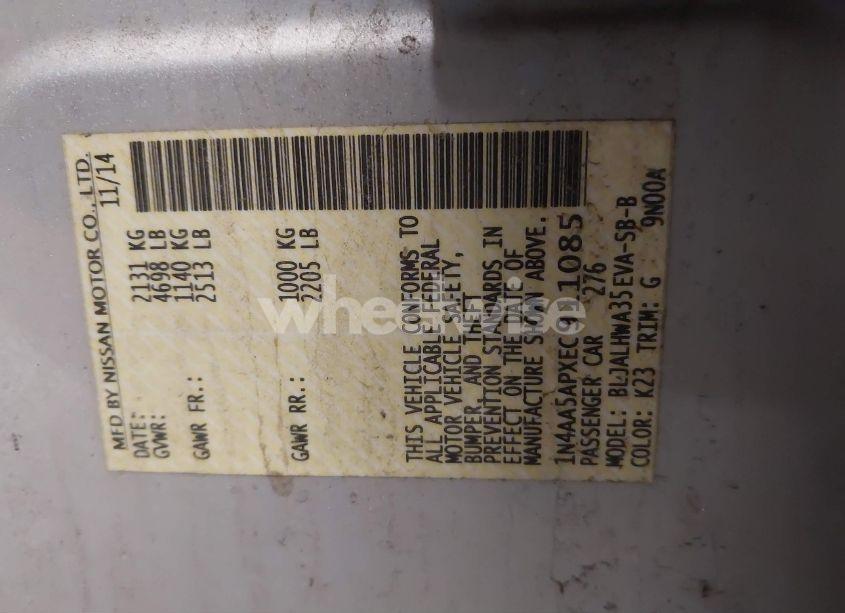 MFD BY NISSAN MOTOR CO., LTD.
DATE: 11/14
GVWR: 2131 KG
4698 LB
GAWR FR.: 1140 KG
2513 LB
GAWR RR.: 1000 KG
2205 LB
THIS VEHICLE CONFORMS TO
ALL APPLICABLE FEDERAL
MOTOR VEHICLE SAFETY,
BUMPER, AND THEFT
PREVENTION STANDARDS IN
EFFECT ON THE DATE OF
MANUFACTURE SHOWN ABOVE.
PASSENGER CAR 276
MODEL: BLJALHWA35EVA-SB-B
COLOR: K23 TRIM: G 9N00A
wheelwise